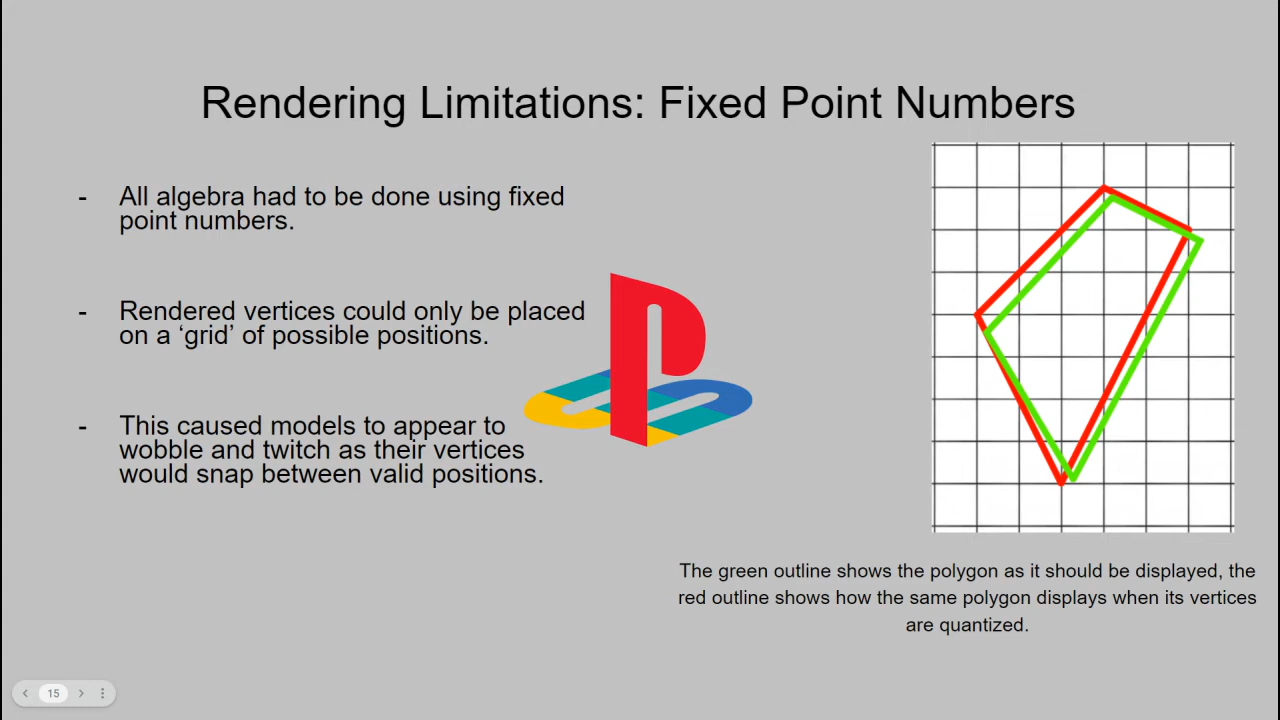 Rendering Limitations: Fixed Point Numbers
- All algebra had to be done using fixed
point numbers.
- Rendered vertices could only be placed
on a ‘grid’ of possible positions.
- This caused models to appear to
wobble and twitch as their vertices
would snap between valid positions.
The green outline shows the polygon as it should be displayed, the
red outline shows how the same polygon displays when its vertices
are quantized.
15